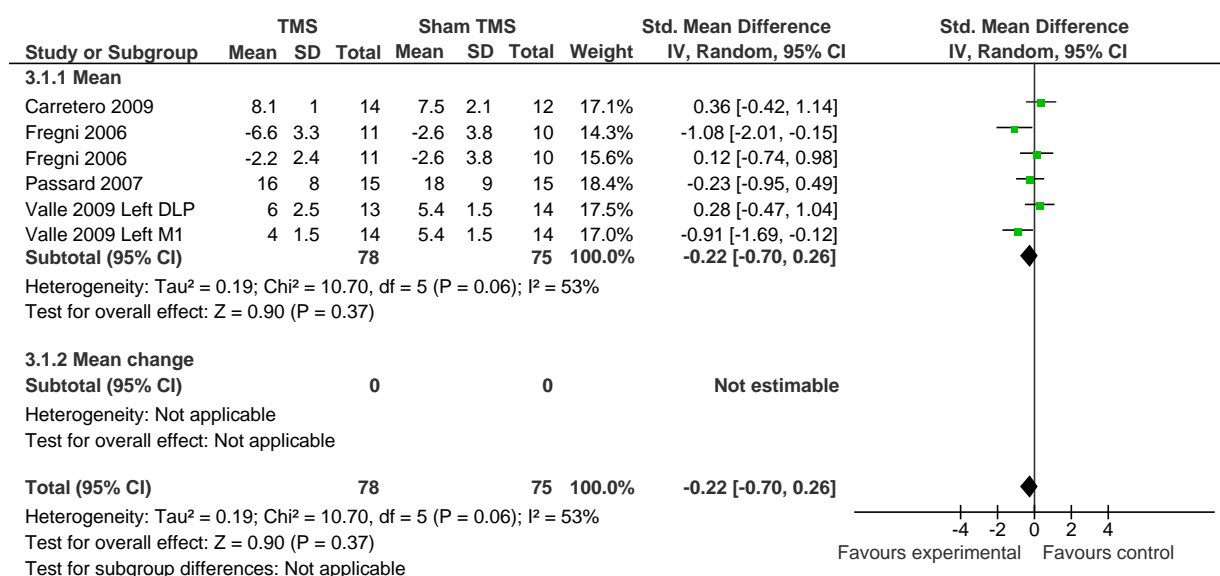 TMS Sham TMS Std. Mean Difference Std. Mean Difference
Study or Subgroup Mean SD Total Mean SD Total Weight IV, Random, 95% CI IV, Random, 95% CI
3.1.1 Mean
Carretero 2009 8.1 1 14 7.5 2.1 12 17.1% 0.36 [-0.42, 1.14]
Fregni 2006 -6.6 3.3 11 -2.6 3.8 10 14.3% -1.08 [-2.01, -0.15]
Fregni 2006 -2.2 2.4 11 -2.6 3.8 10 15.6% 0.12 [-0.74, 0.98]
Passard 2007 16 8 15 18 9 15 18.4% -0.23 [-0.95, 0.49]
Valle 2009 Left DLP 6 2.5 13 5.4 1.5 14 17.5% 0.28 [-0.47, 1.04]
Valle 2009 Left M1 4 1.5 14 5.4 1.5 14 17.0% -0.91 [-1.69, -0.12]
Subtotal (95% CI) 78 75 100.0% -0.22 [-0.70, 0.26]
Heterogeneity: Tau² = 0.19; Chi² = 10.70, df = 5 (P = 0.06); I² = 53%
Test for overall effect: Z = 0.90 (P = 0.37)
3.1.2 Mean change
Subtotal (95% CI) 0 0 Not estimable
Heterogeneity: Not applicable
Test for overall effect: Not applicable
Total (95% CI) 78 75 100.0% -0.22 [-0.70, 0.26]
Heterogeneity: Tau² = 0.19; Chi² = 10.70, df = 5 (P = 0.06); I² = 53%
Test for overall effect: Z = 0.90 (P = 0.37)
Test for subgroup differences: Not applicable
-4 -2 0 2 4
Favours experimental Favours control